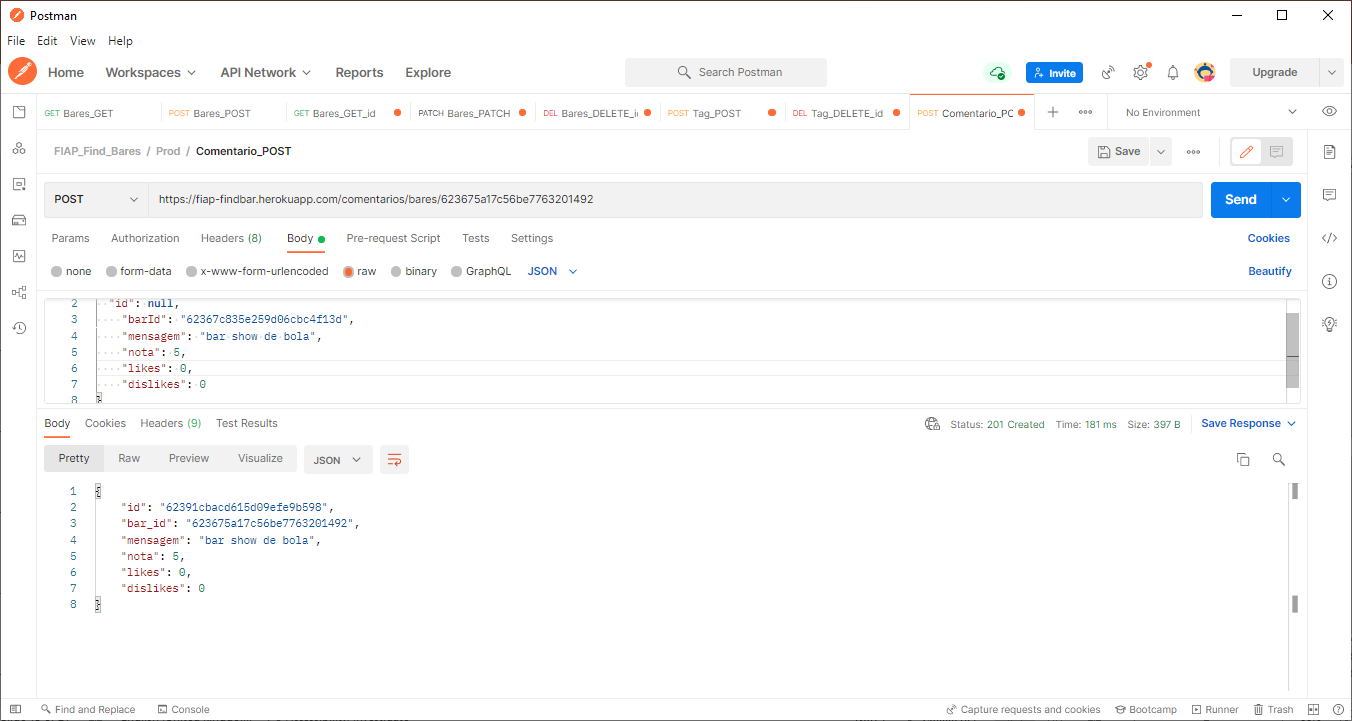 Postman
File Edit View Help
Home Workspaces API Network Reports Explore Search Postman Invite Upgrade
GET Bares_GET POST Bares_POST GET Bares_GET_id PATCH Bares_PATCH DEL Bares_DELETE_i DEL POST Tag_POST DEL Tag_DELETE_id POST Comentario_PO No Environment
FIAP_Find_Bares / Prod / Comentario_POST Save
POST https://fiap-findbar.herokuapp.com/comentarios/bares/623675a17c56be7763201492 Send
Params Authorization Headers (8) Body Pre-request Script Tests Settings Cookies
none form-data x-www-form-urlencoded raw binary GraphQL JSON Beautify
2 "id": null,
3 "barId": "62367c835e259d06cbc4f13d",
4 "mensagem": "bar show de bola",
5 "nota": 5,
6 "likes": 0,
7 "dislikes": 0
8 }
Body Cookies Headers (9) Test Results Status: 201 Created Time: 181 ms Size: 397 B Save Response
Pretty Raw Preview Visualize JSON
1 {
2 "id": "62391cbacd615d09efe9b598",
3 "bar_id": "623675a17c56be7763201492",
4 "mensagem": "bar show de bola",
5 "nota": 5,
6 "likes": 0,
7 "dislikes": 0
8 }
Find and Replace Console Capture requests and cookies Bootcamp Runner Trash